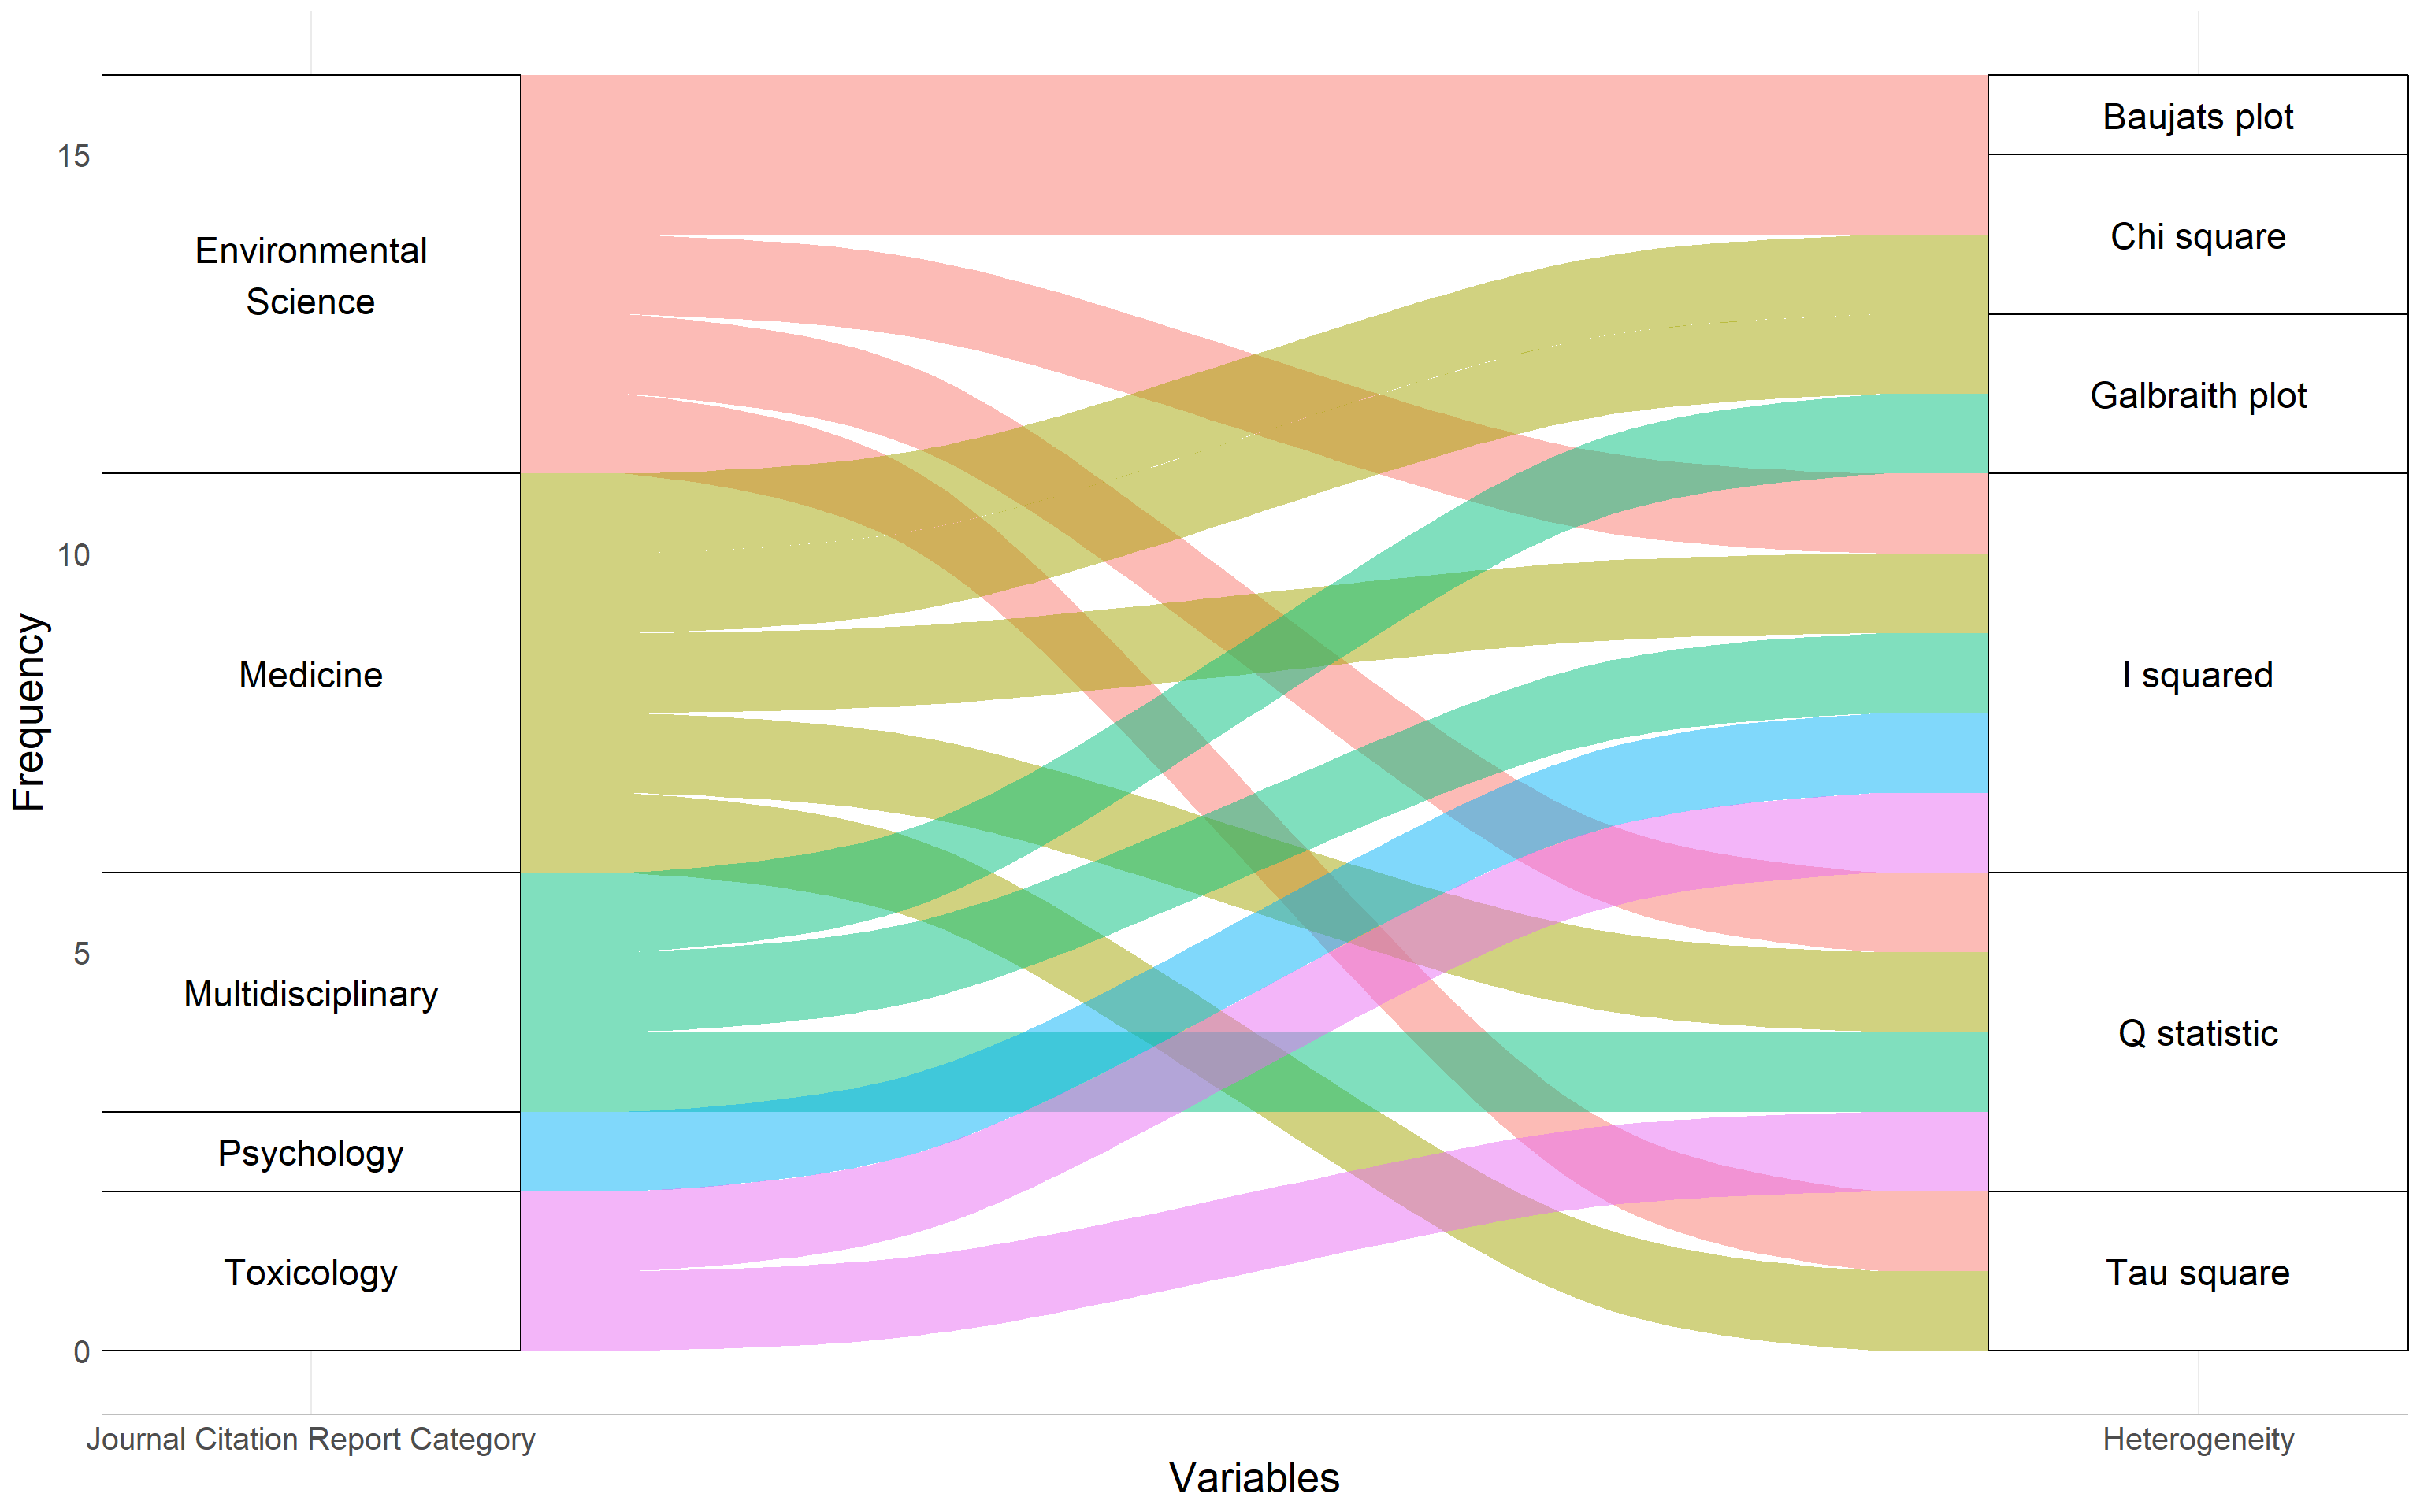 Frequency
15
10
5
0
Environmental
Science
Medicine
Multidisciplinary
Psychology
Toxicology
Baujats plot
Chi square
Galbraith plot
I squared
Q statistic
Tau square
Journal Citation Report Category
Heterogeneity
Variables